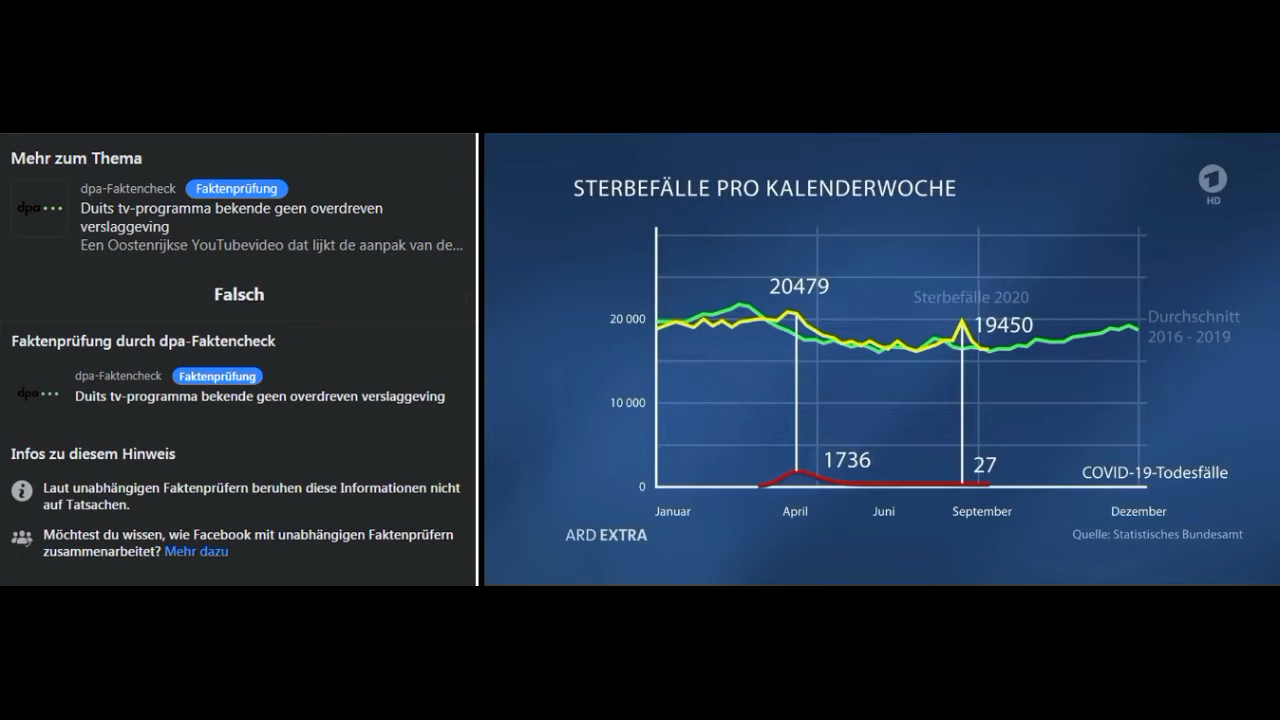 Mehr zum Thema
dpa-Faktencheck Faktenprüfung
dpa•••
Duits tv-programma bekende geen overdreven
verslaggeving
Een Oostenrijkse YouTubevideo dat lijkt de aanpak van de...
Falsch
Faktenprüfung durch dpa-Faktencheck
dpa-Faktencheck Faktenprüfung
dpa•••
Duits tv-programma bekende geen overdreven verslaggeving
Infos zu diesem Hinweis
Laut unabhängigen Faktenprüfern beruhen diese Informationen nicht
auf Tatsachen.
Möchtest du wissen, wie Facebook mit unabhängigen Faktenprüfern
zusammenarbeitet? Mehr dazu
STERBEFÄLLE PRO KALENDERWOCHE
1
HD
20479
Sterbefälle 2020
20 000
19450
Durchschnitt
2016 - 2019
10 000
1736
27
COVID-19-Todesfälle
0
Januar April Juni September Dezember
ARD EXTRA
Quelle: Statistisches Bundesamt